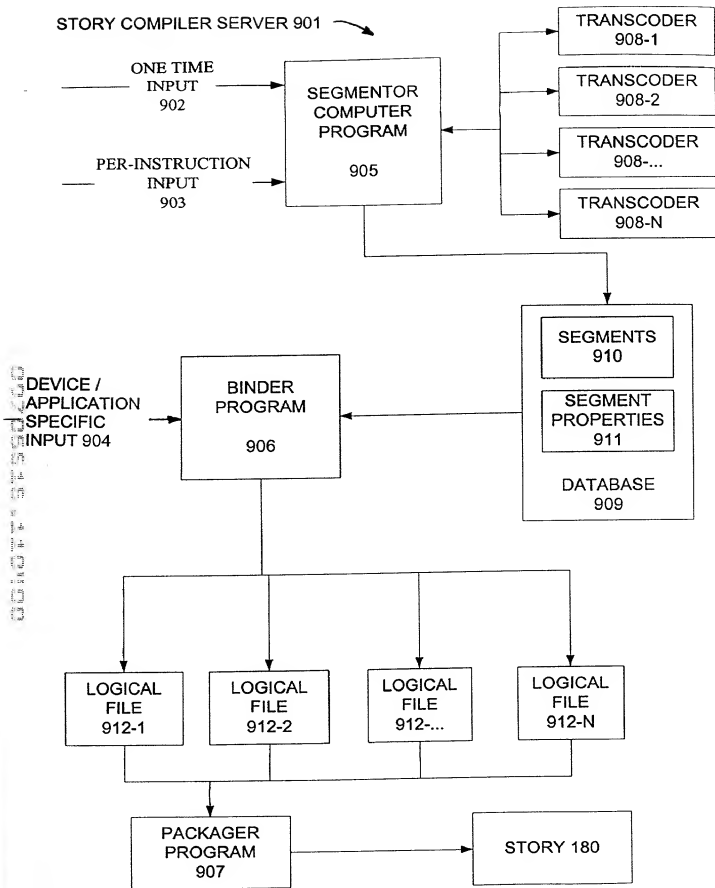 STORY COMPILER SERVER 901
ONE TIME
INPUT
902
PER-INSTRUCTION
INPUT
903
SEGMENTOR
COMPUTER
PROGRAM
905
TRANSCODER
908-1
TRANSCODER
908-2
TRANSCODER
908-...
TRANSCODER
908-N
DEVICE /
APPLICATION
SPECIFIC
INPUT 904
BINDER
PROGRAM
906
SEGMENTS
910
SEGMENT
PROPERTIES
911
DATABASE
909
LOGICAL
FILE
912-1
LOGICAL
FILE
912-2
LOGICAL
FILE
912-...
LOGICAL
FILE
912-N
PACKAGER
PROGRAM
907
STORY 180